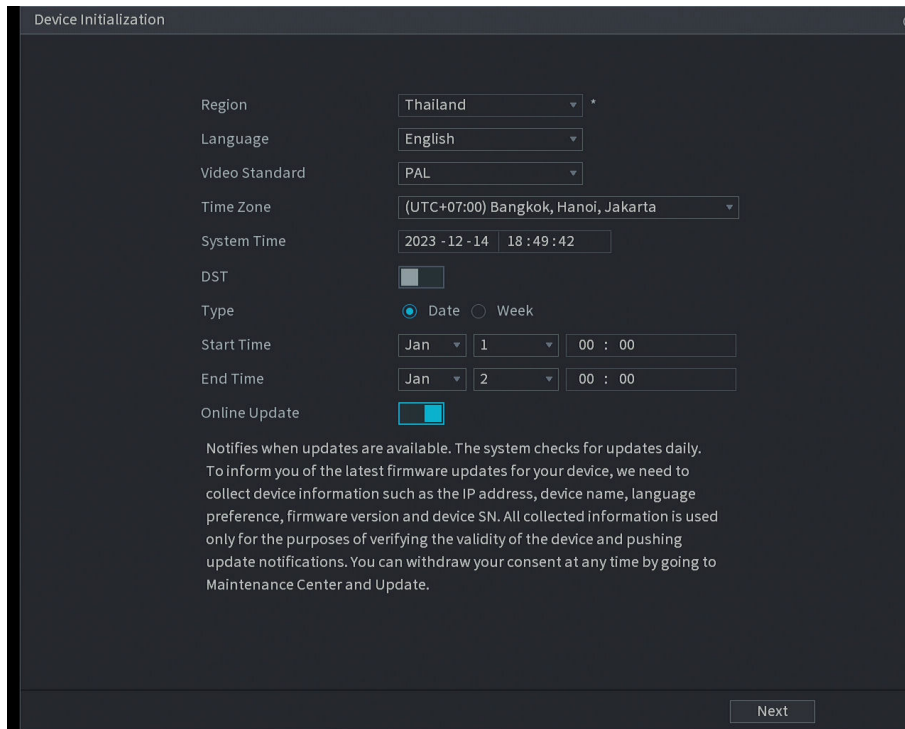 Device Initialization
Region Thailand *
Language English
Video Standard PAL
Time Zone (UTC+07:00) Bangkok, Hanoi, Jakarta
System Time 2023 -12 -14 18 : 49 : 42
DST
Type Date Week
Start Time Jan 1 00 : 00
End Time Jan 2 00 : 00
Online Update
Notifies when updates are available. The system checks for updates daily.
To inform you of the latest firmware updates for your device, we need to
collect device information such as the IP address, device name, language
preference, firmware version and device SN. All collected information is used
only for the purposes of verifying the validity of the device and pushing
update notifications. You can withdraw your consent at any time by going to
Maintenance Center and Update.
Next